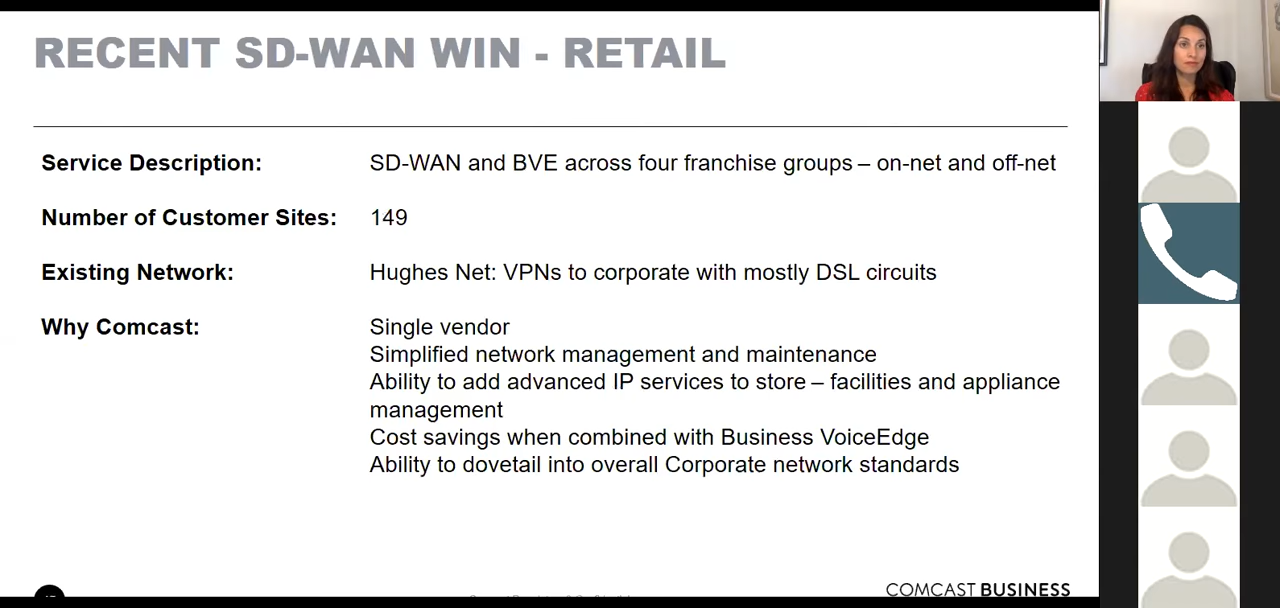 RECENT SD-WAN WIN - RETAIL
Service Description: SD-WAN and BVE across four franchise groups – on-net and off-net
Number of Customer Sites: 149
Existing Network: Hughes Net: VPNs to corporate with mostly DSL circuits
Why Comcast: Single vendor
Simplified network management and maintenance
Ability to add advanced IP services to store – facilities and appliance
management
Cost savings when combined with Business VoiceEdge
Ability to dovetail into overall Corporate network standards
COMCAST BUSINESS